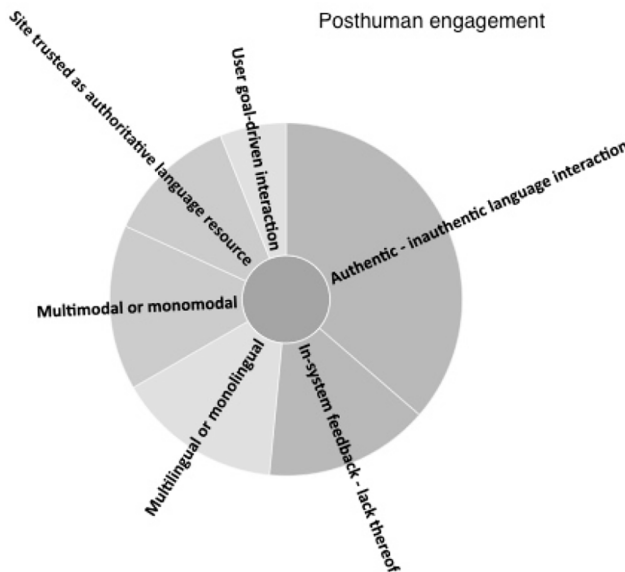 Posthuman engagement
Site trusted as authoritative language resource
User goal-driven interaction
Authentic - inauthentic language interaction
Multimodal or monomodal
Multilingual or monolingual
In-system feedback - lack thereof